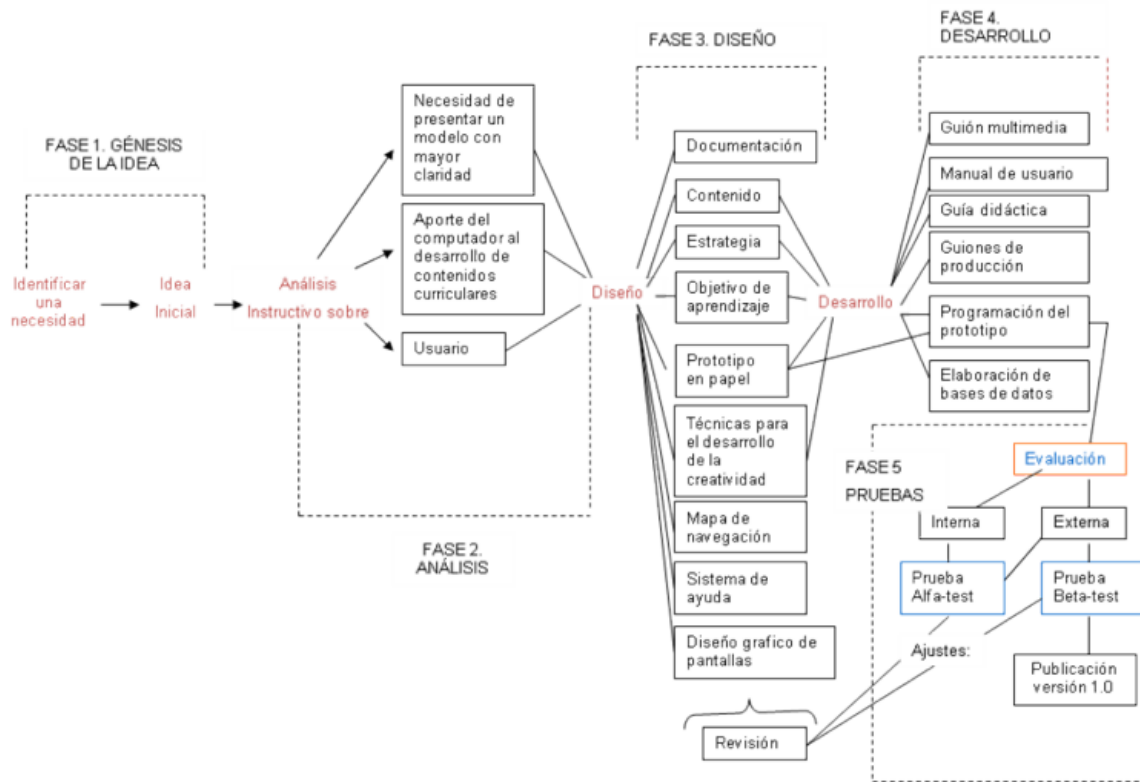 FASE 1. GÉNESIS
DE LA IDEA
Identificar
una
necesidad
Idea
Inicial
Análisis
Instructivo sobre
Necesidad de
presentar un
modelo con
mayor
claridad
Aporte del
computador al
desarrollo de
contenidos
curriculares
Usuario
FASE 2.
ANÁLISIS
FASE 3. DISEÑO
Diseño
Documentación
Contenido
Estrategia
Objetivo de
aprendizaje
Prototipo
en papel
Técnicas para
el desarrollo
de la
creatividad
Mapa de
navegación
Sistema de
ayuda
Diseño grafico de
pantallas
Revisión
FASE 4.
DESARROLLO
Desarrollo
Guión multimedia
Manual de usuario
Guía didáctica
Guiones de
producción
Programación del
prototipo
Elaboración de
bases de datos
FASE 5
PRUEBAS
Evaluación
Interna
Externa
Prueba
Alfa-test
Prueba
Beta-test
Ajustes:
Publicación
versión 1.0